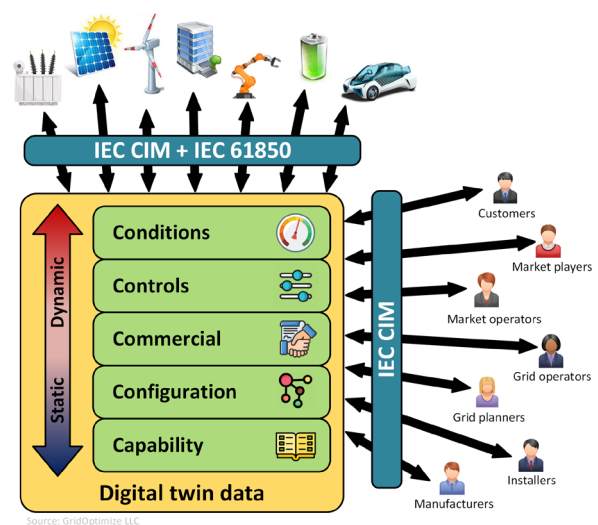 IEC CIM + IEC 61850
Dynamic
Static
Conditions
Controls
Commercial
Configuration
Capability
Digital twin data
IEC CIM
Customers
Market players
Market operators
Grid operators
Grid planners
Installers
Manufacturers
Source: GridOptimize LLC